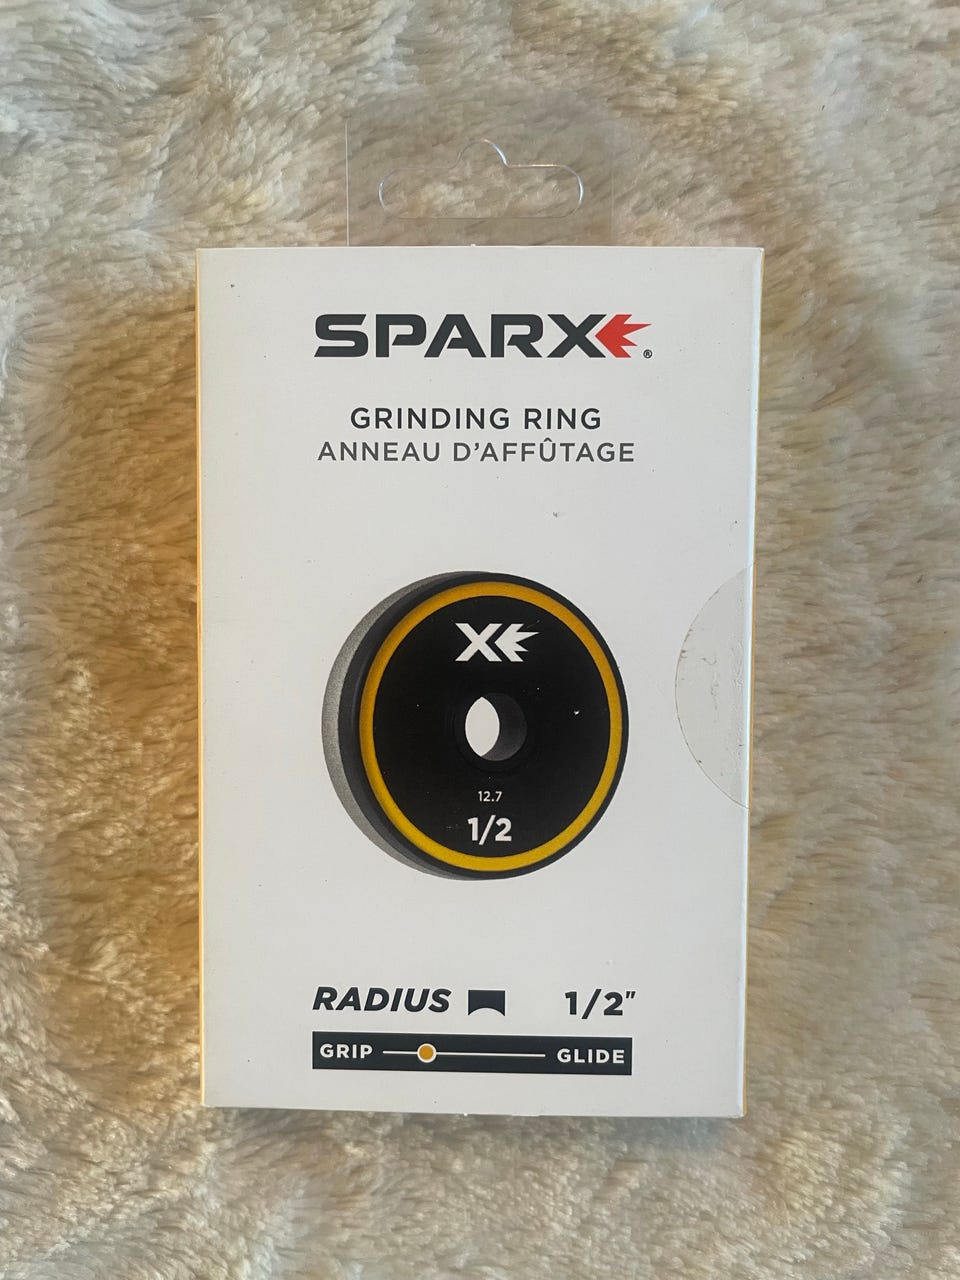 SPARX®
GRINDING RING
ANNEAU D'AFFÛTAGE
X
12.7
1/2
RADIUS 1/2"
GRIP GLIDE